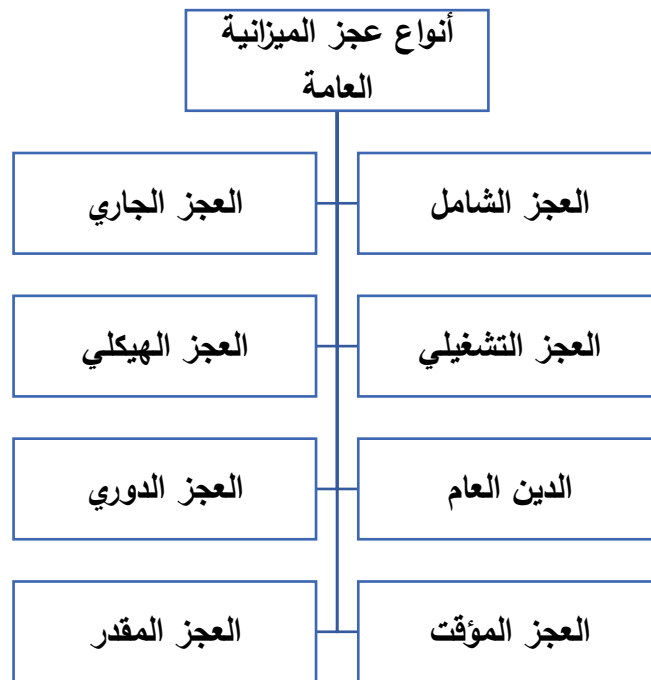 أنواع عجز الميزانية
العامة
العجز الشامل
العجز الجاري
العجز التشغيلي
العجز الهيكلي
الدين العام
العجز الدوري
العجز المؤقت
العجز المقدر